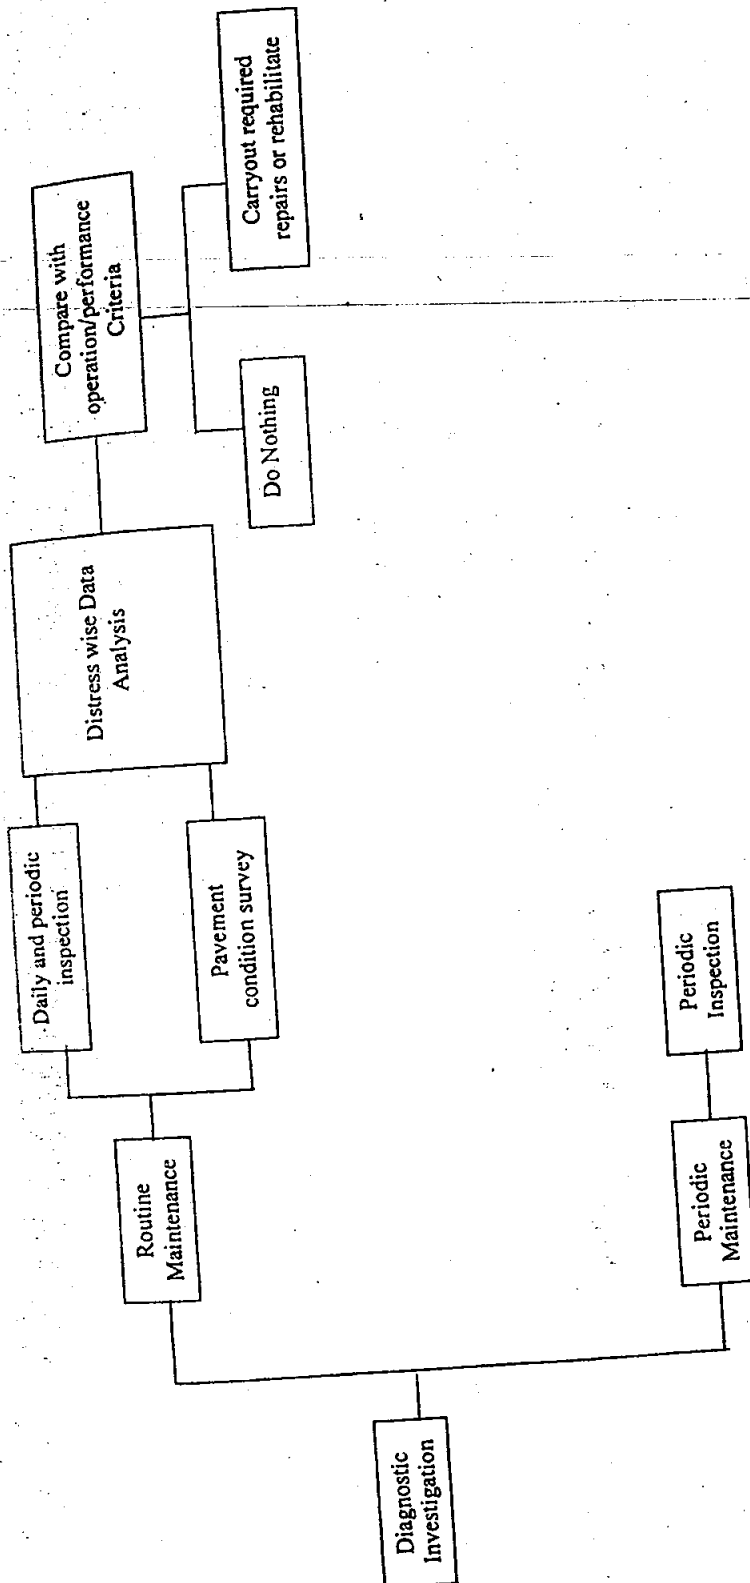 Diagnostic
Investigation
Routine
Maintenance
Daily and periodic
inspection
Pavement
condition survey
Distress wise Data
Analysis
Compare with
operation/performance
Criteria
Do Nothing
Carryout required
repairs or rehabilitate
Periodic
Maintenance
Periodic
Inspection